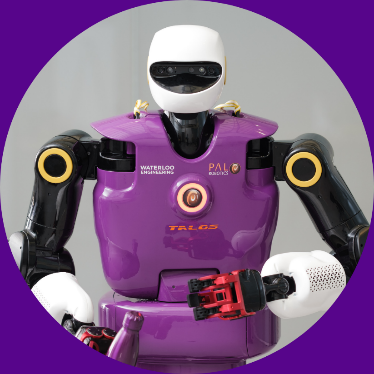 WATERLOO
ENGINEERING
PAL
ROBOTICS
TALOS